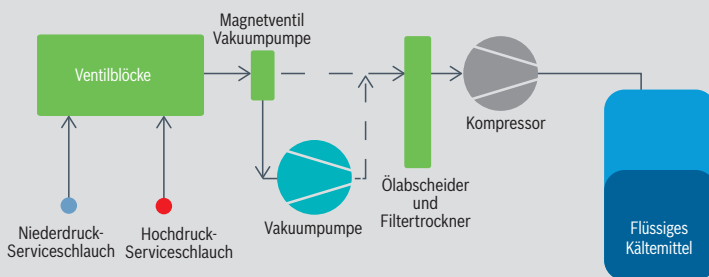 Magnetventil
Vakuumpumpe
Ventilblöcke
Kompressor
Ölabscheider
und
Filtertrockner
Vakuumpumpe
Niederdruck-
Serviceschlauch
Hochdruck-
Serviceschlauch
Flüssiges
Kältemittel